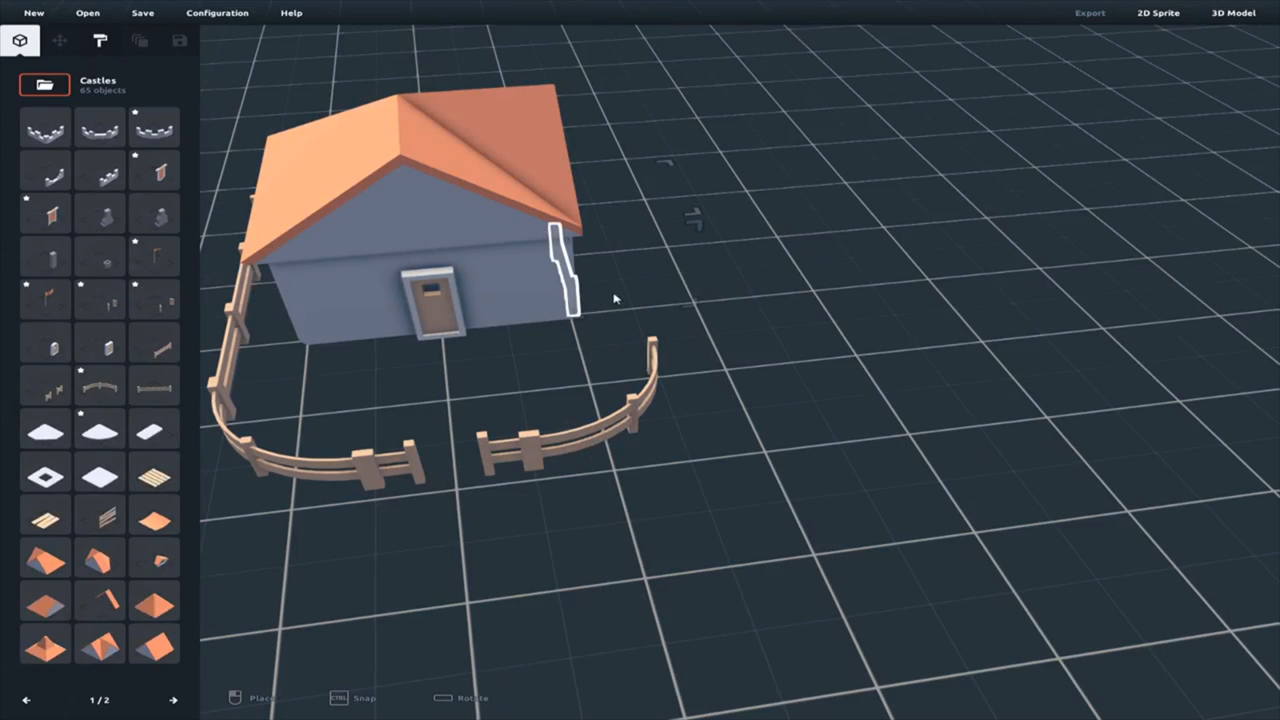 New Open Save Configuration Help Export 2D Sprite 3D Model
Castles
65 objects
1/2
Place Snap Rotate
CTRL